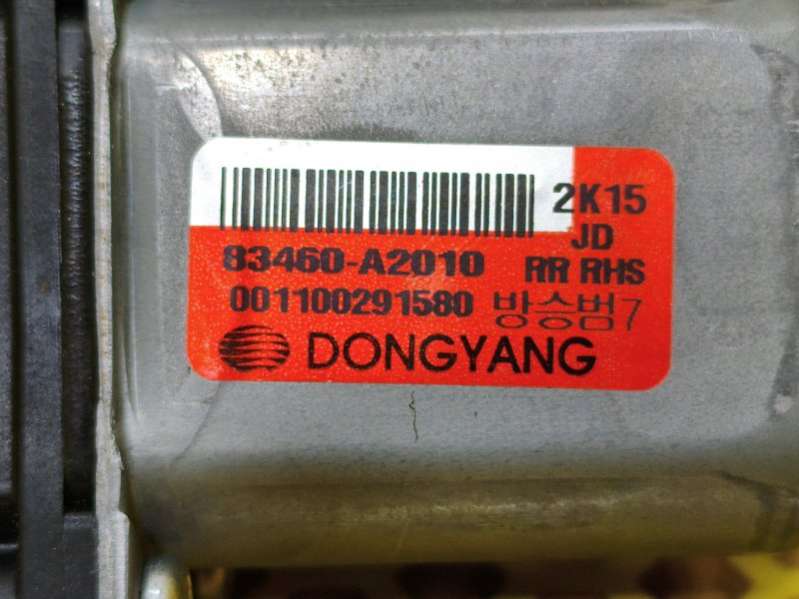 2K15
JD
83460-A2010 RR RHS
001100291580 방승범7
DONGYANG